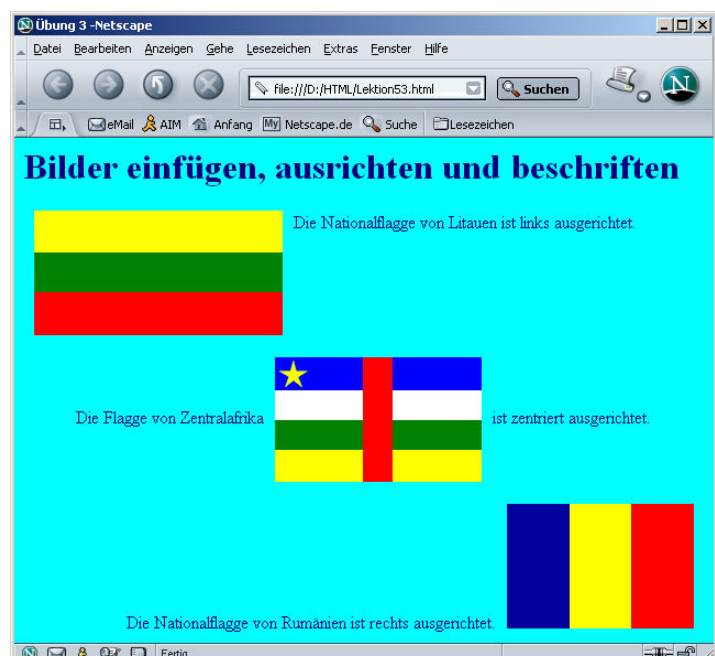 Übung 3 -Netscape
Datei Bearbeiten Anzeigen Gehe Lesezeichen Extras Fenster Hilfe
file:///D:/HTML/Lektion53.html Suchen N
eMail AIM Anfang My Netscape.de Suche Lesezeichen
Bilder einfügen, ausrichten und beschriften
Die Nationalflagge von Litauen ist links ausgerichtet.
Die Flagge von Zentralafrika ist zentriert ausgerichtet.
Die Nationalflagge von Rumänien ist rechts ausgerichtet.
Fertig